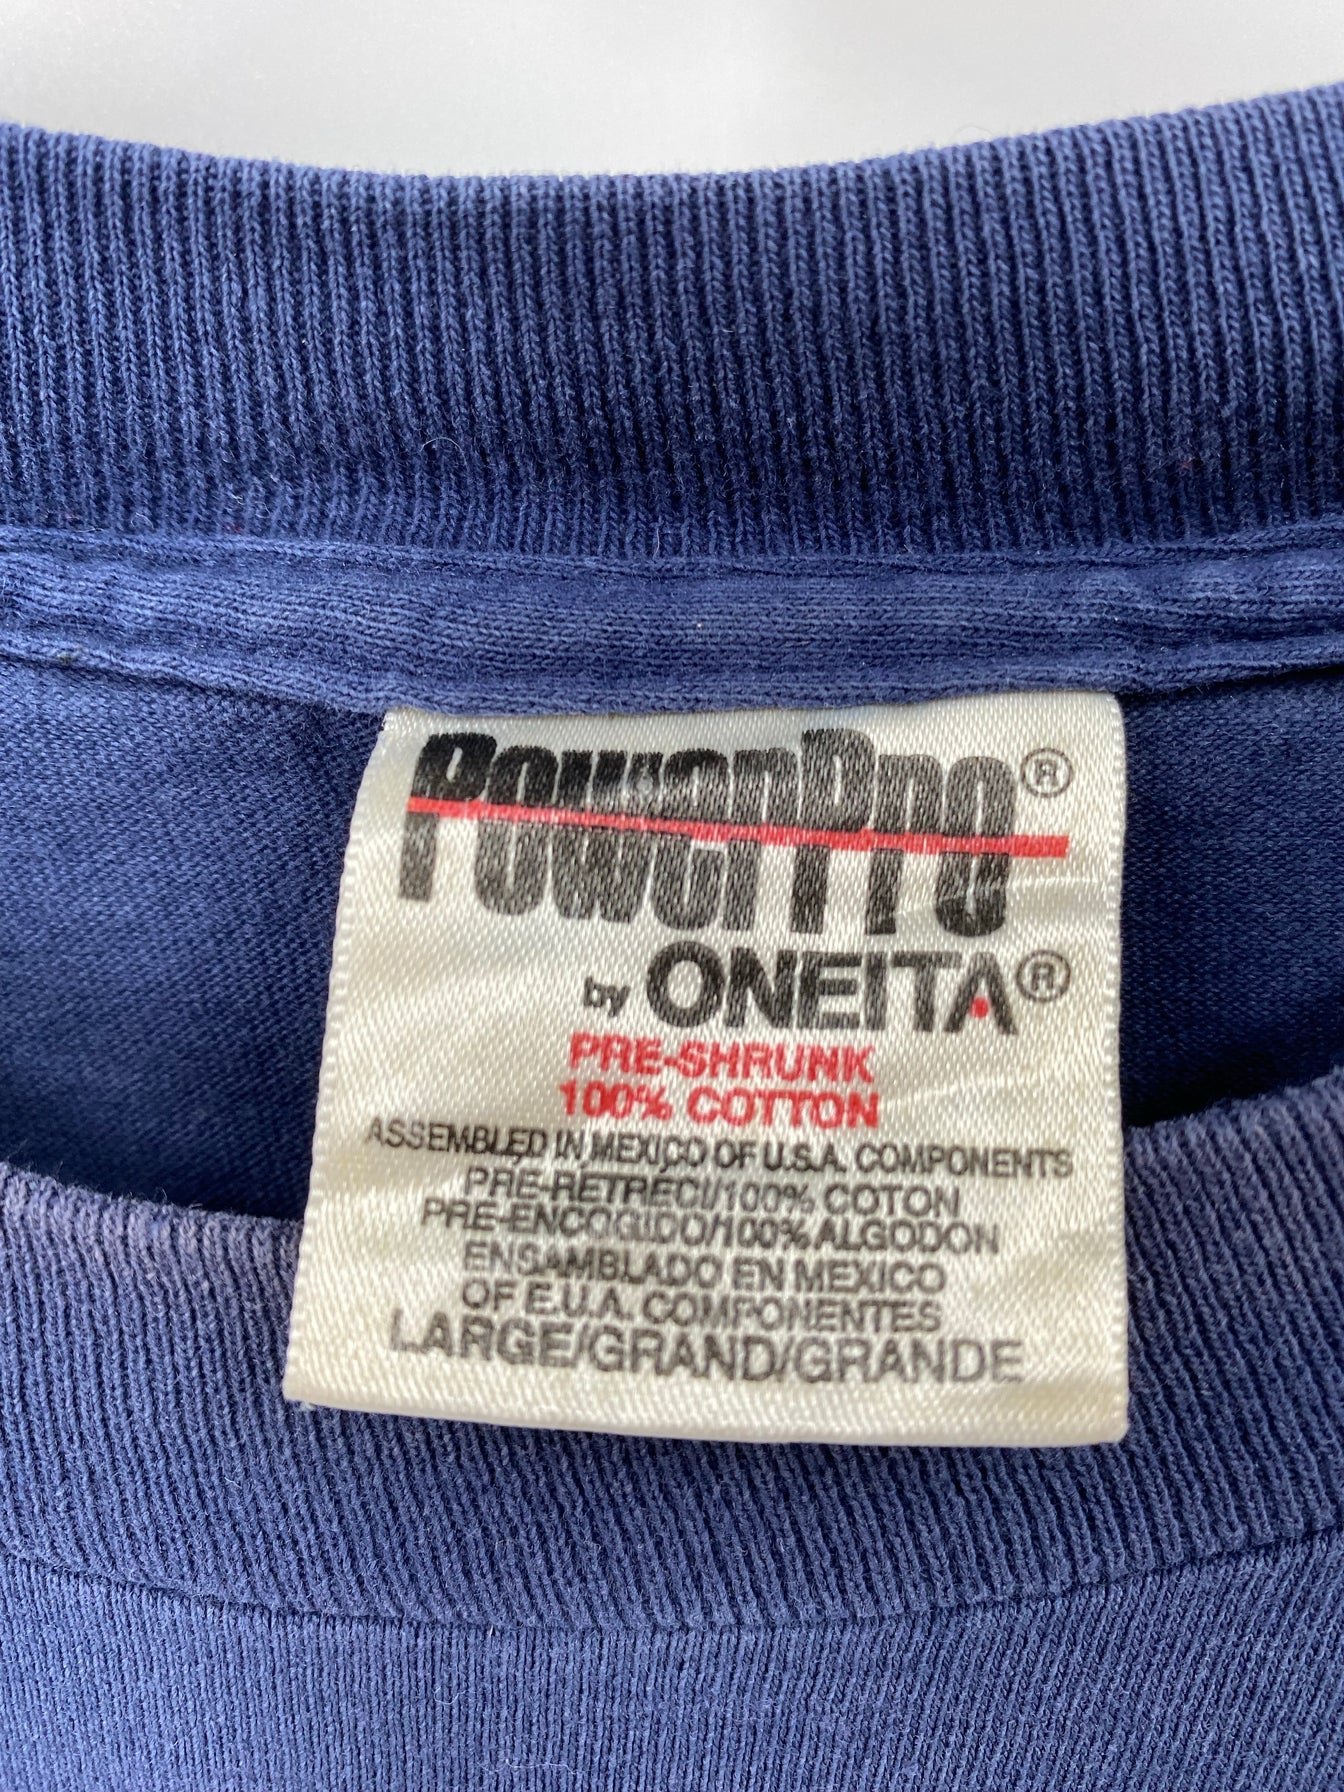 PowerPro®
by ONEITA®
PRE-SHRUNK
100% COTTON
ASSEMBLED IN MEXICO OF U.S.A. COMPONENTS
PRE-RETRECI/100% COTON
PRE-ENCOGIDO/100% ALGODON
ENSAMBLADO EN MEXICO
OF E.U.A. COMPONENTES
LARGE/GRAND/GRANDE